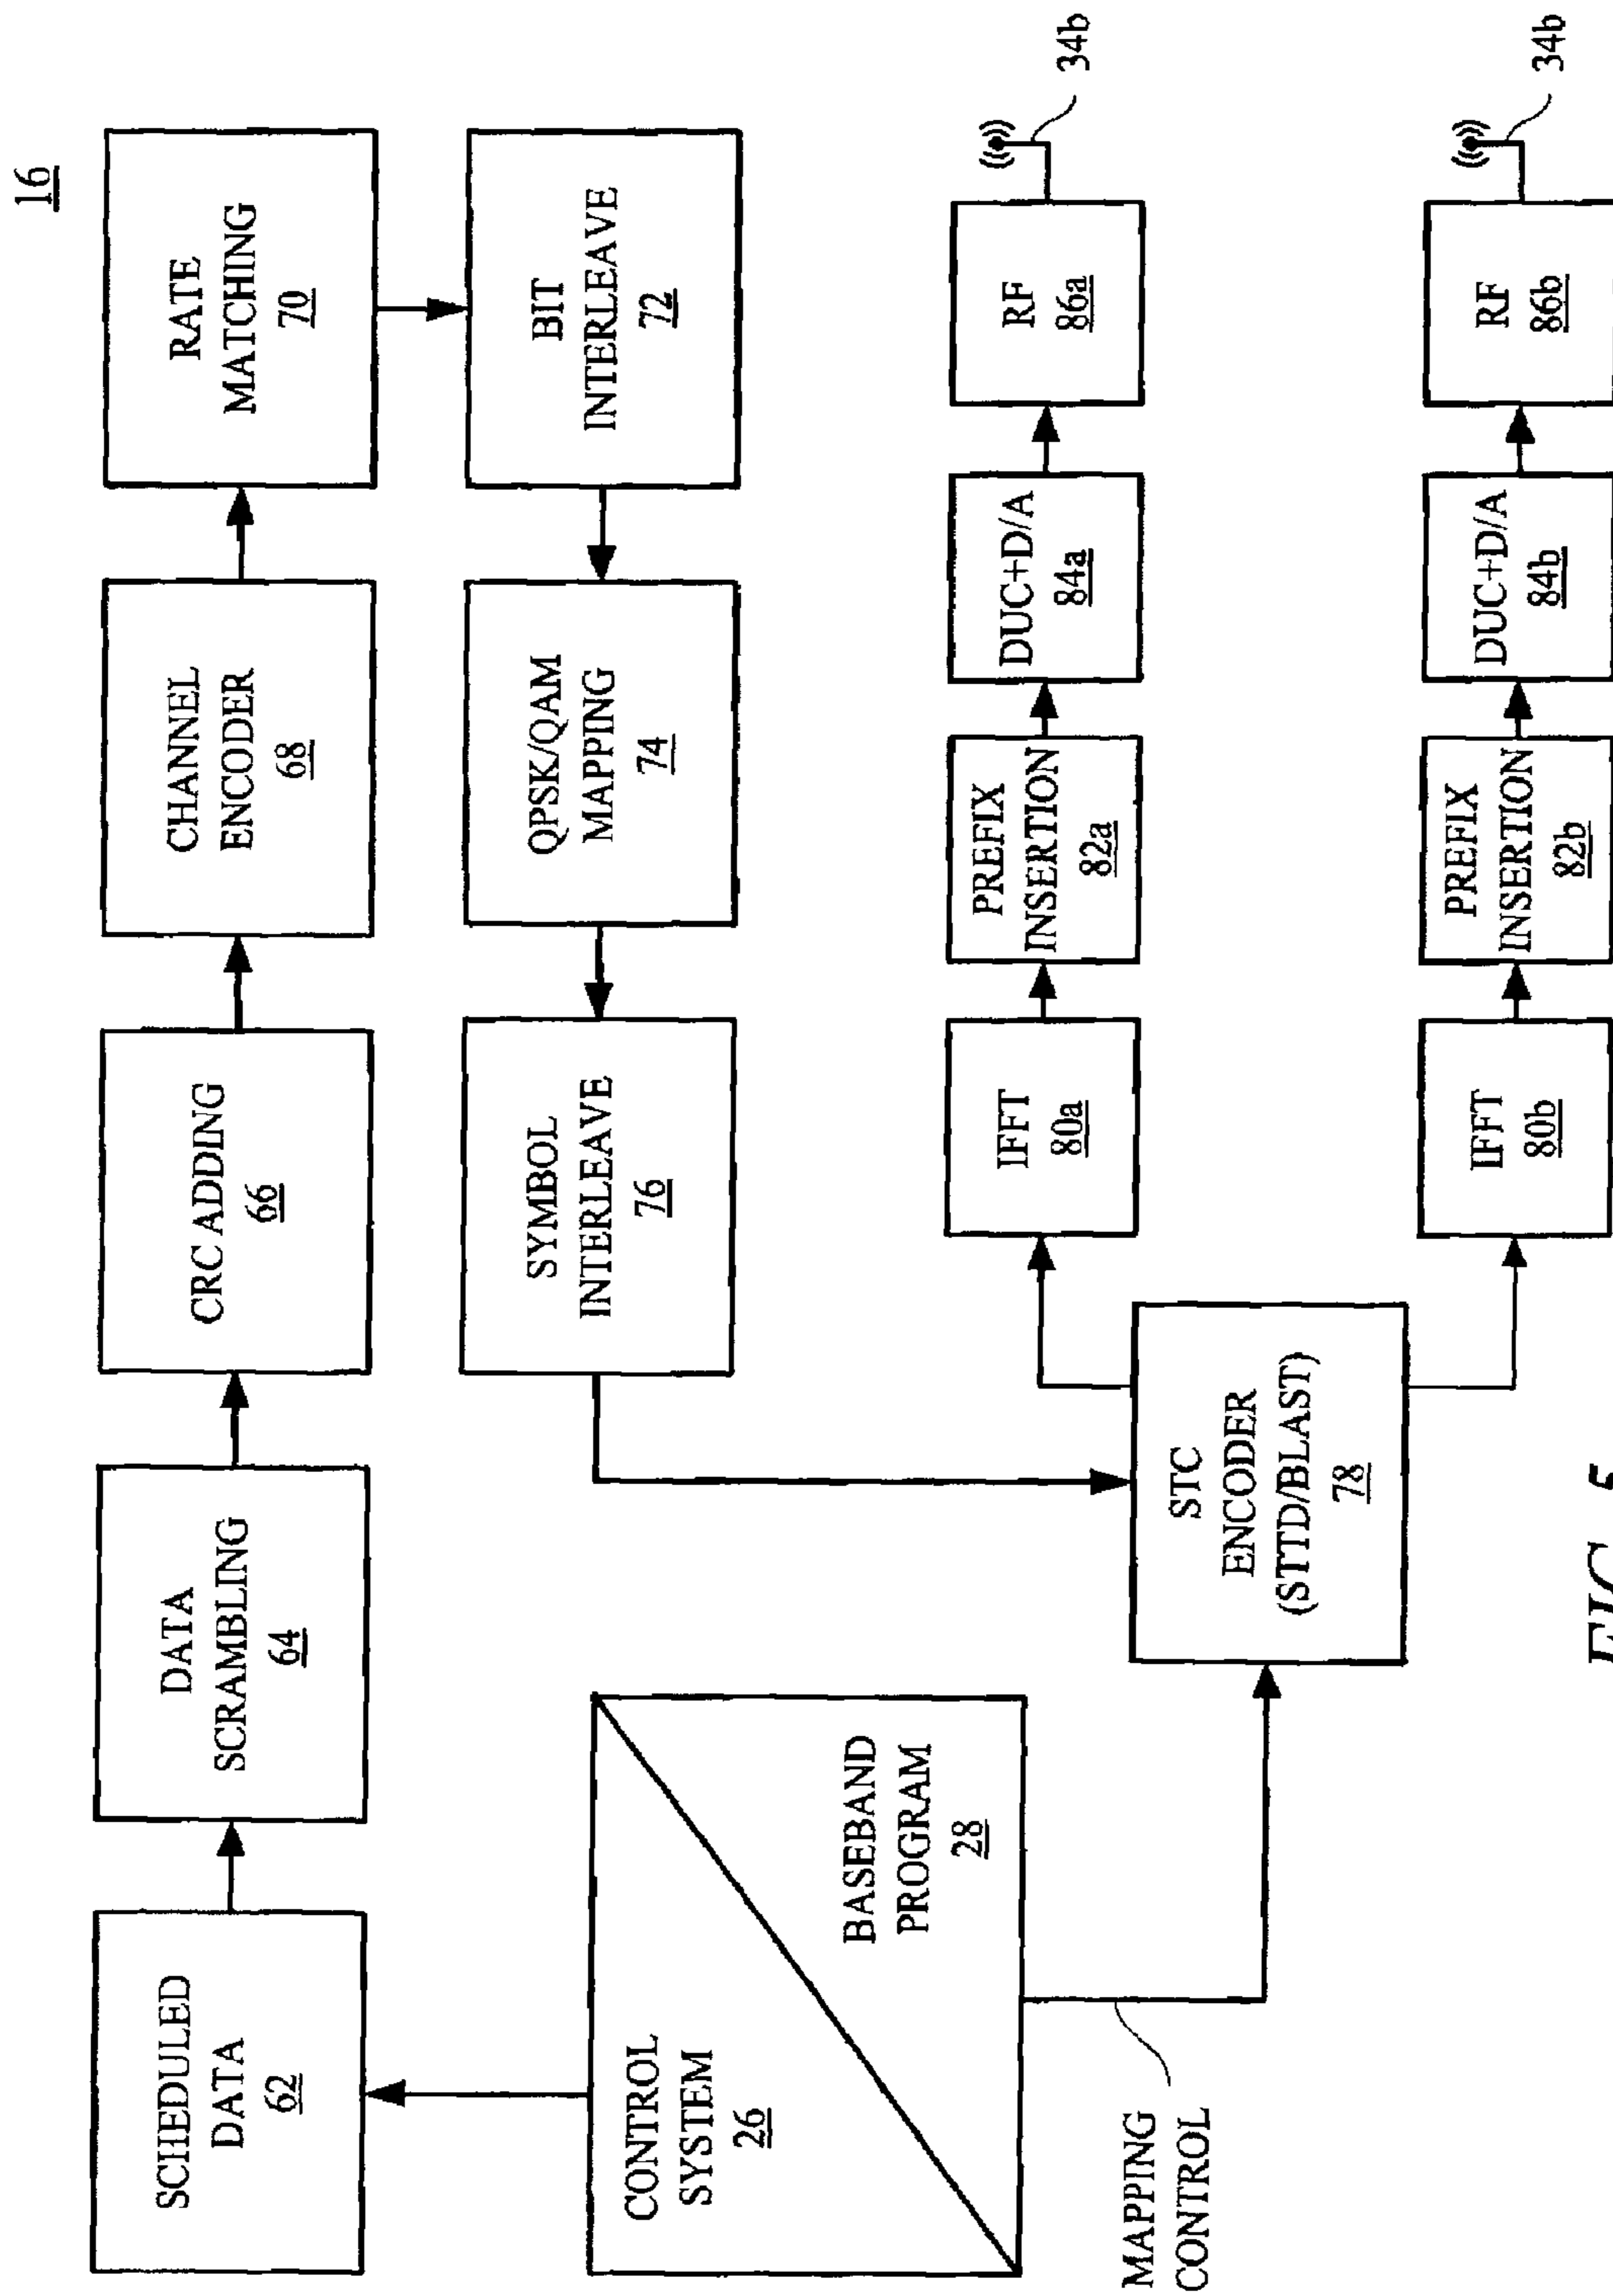 16
SCHEDULED
DATA
62
DATA
SCRAMBLING
64
CRC ADDING
66
CHANNEL
ENCODER
68
RATE
MATCHING
70
BIT
INTERLEAVE
72
QPSK/QAM
MAPPING
74
SYMBOL
INTERLEAVE
76
CONTROL
SYSTEM
26
BASEBAND
PROGRAM
28
MAPPING
CONTROL
STC
ENCODER
(STTD/BLAST)
78
IFFT
80a
PREFIX
INSERTION
82a
DUC+D/A
84a
RF
86a
34b
IFFT
80b
PREFIX
INSERTION
82b
DUC+D/A
84b
RF
86b
34b
FIG. 5